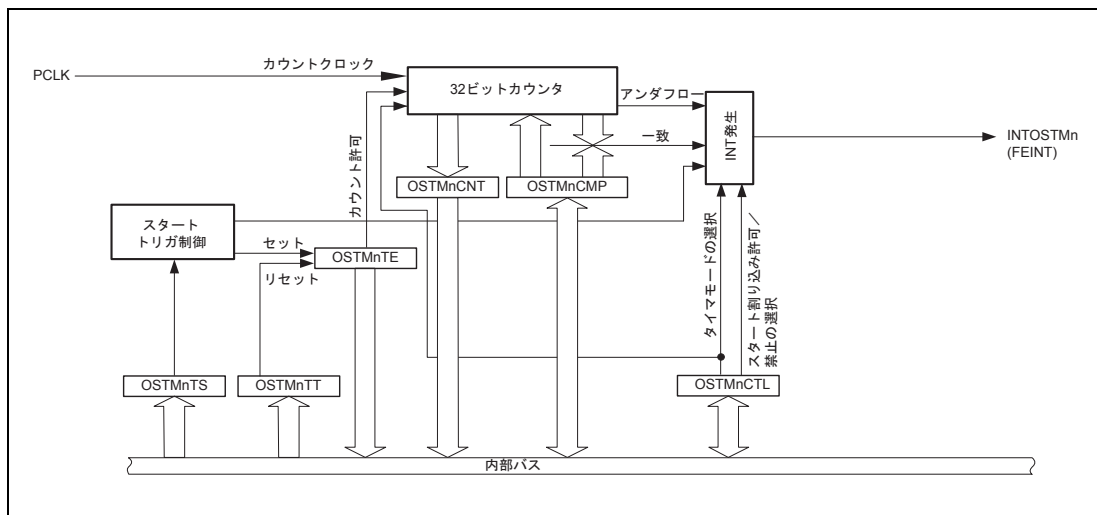 PCLK
カウントクロック
32ビットカウンタ
アンダフロー
一致
INT発生
INTOSTMn
(FEINT)
カウント許可
OSTMnCNT
OSTMnCMP
スタート
トリガ制御
セット
リセット
OSTMnTE
タイマモードの選択
スタート割り込み許可／
禁止の選択
OSTMnTS
OSTMnTT
OSTMnCTL
内部バス